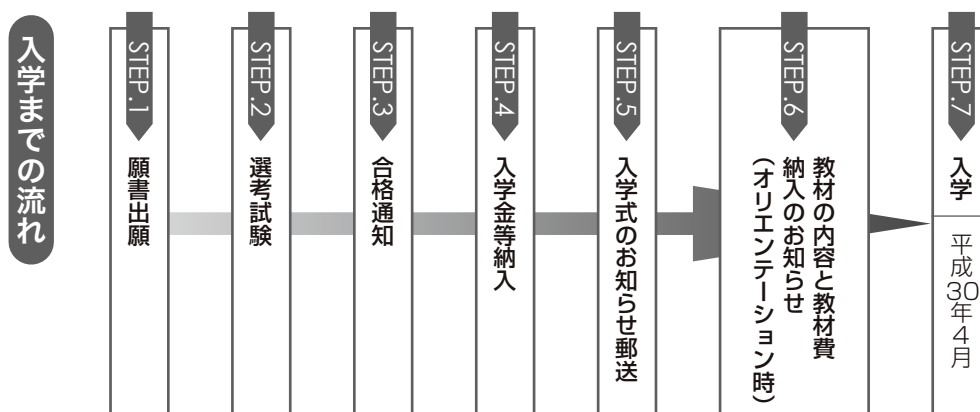 入学までの流れ
STEP.1
願書出願
STEP.2
選考試験
STEP.3
合格通知
STEP.4
入学金等納入
STEP.5
入学式のお知らせ郵送
STEP.6
教材の内容と教材費
納入のお知らせ
（オリエンテーション時）
STEP.7
入学
平成30年4月